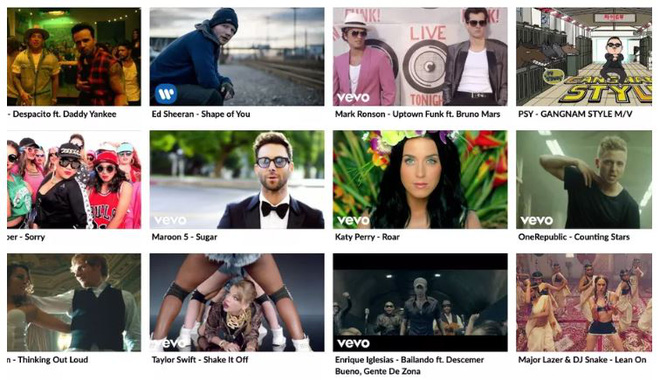 FUNK!
UNK!
LIVE
TONIG
vevo
GANGNAM
STYL
- Despacito ft. Daddy Yankee
Ed Sheeran - Shape of You
Mark Ronson - Uptown Funk ft. Bruno Mars
PSY - GANGNAM STYLE M/V
vevo
vevo
vevo
ber - Sorry
Maroon 5 - Sugar
Katy Perry - Roar
OneRepublic - Counting Stars
vevo
vevo
n - Thinking Out Loud
Taylor Swift - Shake It Off
Enrique Iglesias - Bailando ft. Descemer
Bueno, Gente De Zona
Major Lazer & DJ Snake - Lean On